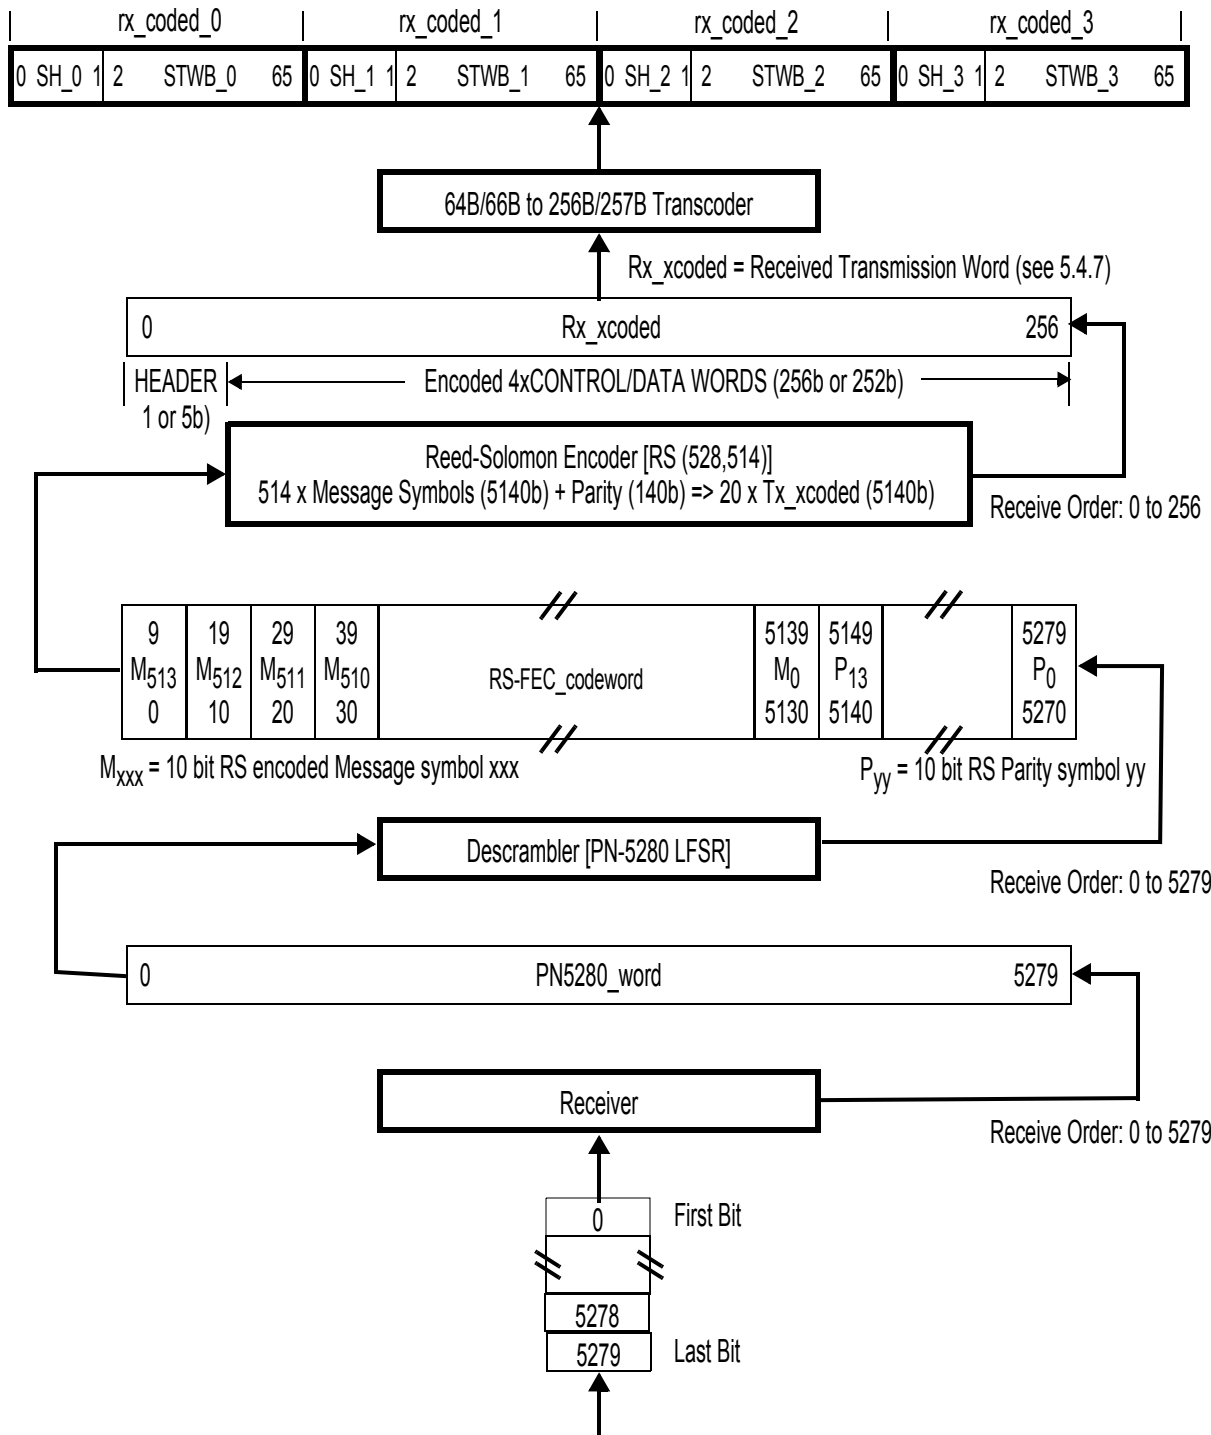 rx_coded_0 rx_coded_1 rx_coded_2 rx_coded_3
0 SH_0 1 2 STWB_0 65 0 SH_1 1 2 STWB_1 65 0 SH_2 1 2 STWB_2 65 0 SH_3 1 2 STWB_3 65
64B/66B to 256B/257B Transcoder
Rx_xcoded = Received Transmission Word (see 5.4.7)
0 Rx_xcoded 256
HEADER Encoded 4xCONTROL/DATA WORDS (256b or 252b)
1 or 5b)
Reed-Solomon Encoder [RS (528,514)]
514 x Message Symbols (5140b) + Parity (140b) => 20 x Tx_xcoded (5140b)
Receive Order: 0 to 256
9 19 29 39 5139 5149 5279
M513 M512 M511 M510 RS-FEC_codeword M0 P13 P0
0 10 20 30 5130 5140 5270
Mxxx = 10 bit RS encoded Message symbol xxx Pyy = 10 bit RS Parity symbol yy
Descrambler [PN-5280 LFSR]
Receive Order: 0 to 5279
0 PN5280_word 5279
Receiver
Receive Order: 0 to 5279
0 First Bit
5278
5279 Last Bit